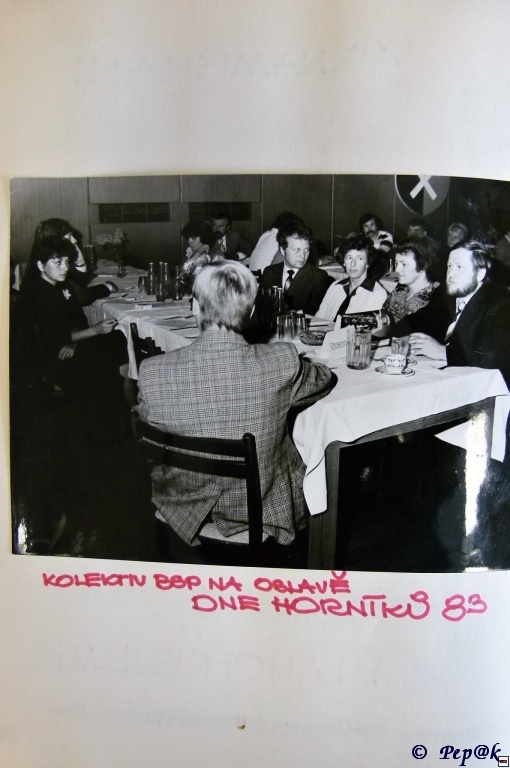 KOLEKTIV BSP NA OSLAVĚ
DNE HORNÍKŮ 83
© Pep@k